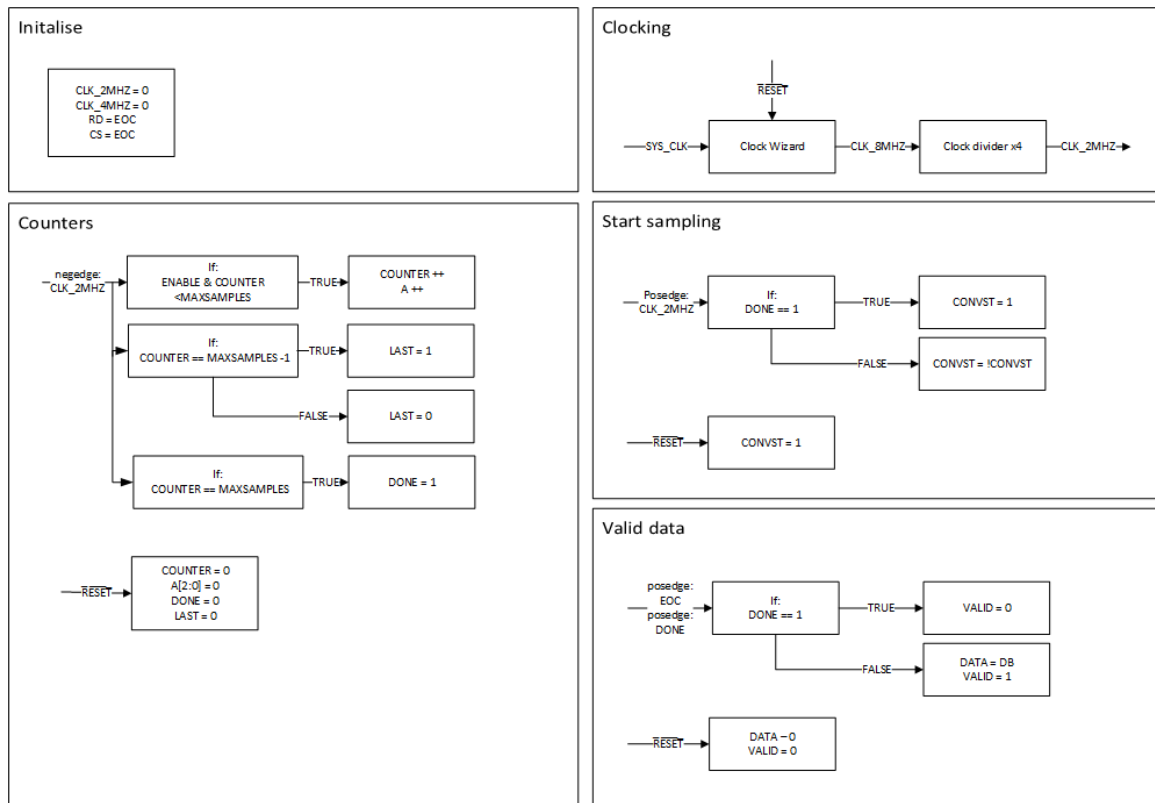 Initalise
CLK_2MHZ = 0
CLK_4MHZ = 0
RD = EOC
CS = EOC
Clocking
RESET
SYS_CLK
Clock Wizard
CLK_8MHZ
Clock divider x4
CLK_2MHZ
Counters
negedge:
CLK_2MHZ
If:
ENABLE & COUNTER
<MAXSAMPLES
TRUE
COUNTER ++
A ++
If:
COUNTER == MAXSAMPLES -1
TRUE
LAST = 1
FALSE
LAST = 0
If:
COUNTER == MAXSAMPLES
TRUE
DONE = 1
RESET
COUNTER = 0
A[2:0] = 0
DONE = 0
LAST = 0
Start sampling
Posedge:
CLK_2MHZ
If:
DONE == 1
TRUE
CONVST = 1
FALSE
CONVST = !CONVST
RESET
CONVST = 1
Valid data
posedge:
EOC
posedge:
DONE
If:
DONE == 1
TRUE
VALID = 0
FALSE
DATA = DB
VALID = 1
RESET
DATA – 0
VALID = 0